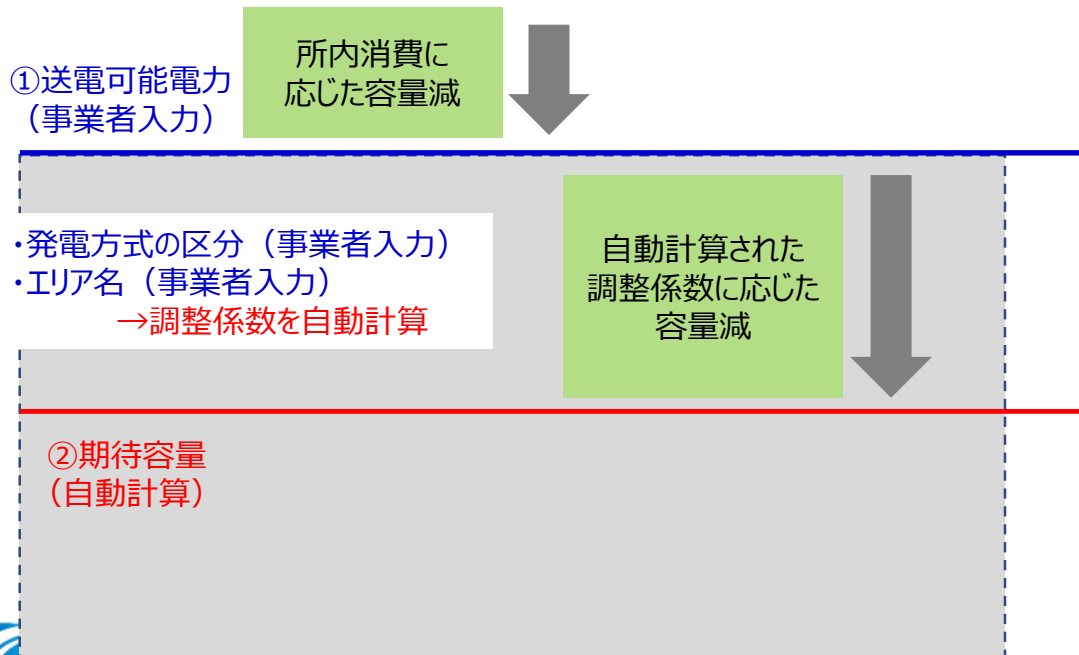 所内消費に
応じた容量減
①送電可能電力
（事業者入力）
・発電方式の区分（事業者入力）
・エリア名（事業者入力）
→調整係数を自動計算
自動計算された
調整係数に応じた
容量減
②期待容量
（自動計算）